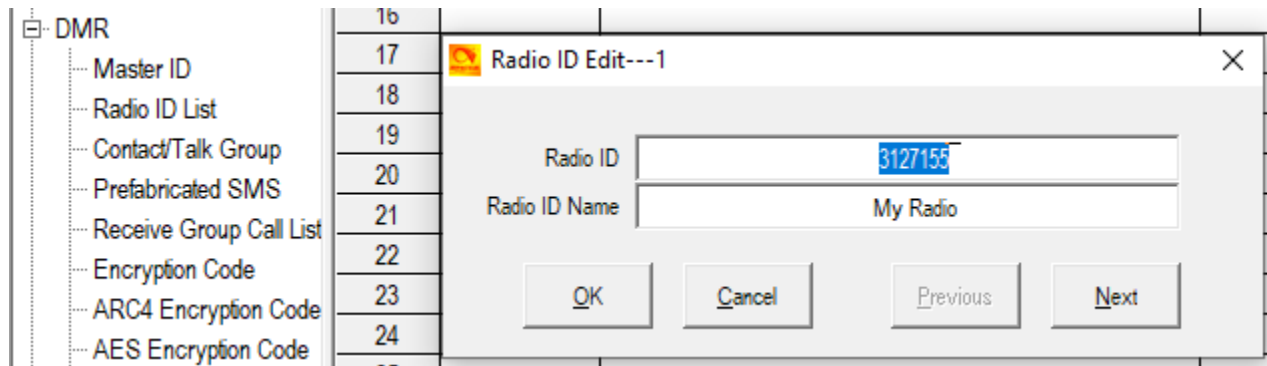 DMR
Master ID
Radio ID List
Contact/Talk Group
Prefabricated SMS
Receive Group Call List
Encryption Code
ARC4 Encryption Code
AES Encryption Code
16
17
18
19
20
21
22
23
24
Radio ID Edit---1
Radio ID 3127155
Radio ID Name My Radio
OK Cancel Previous Next